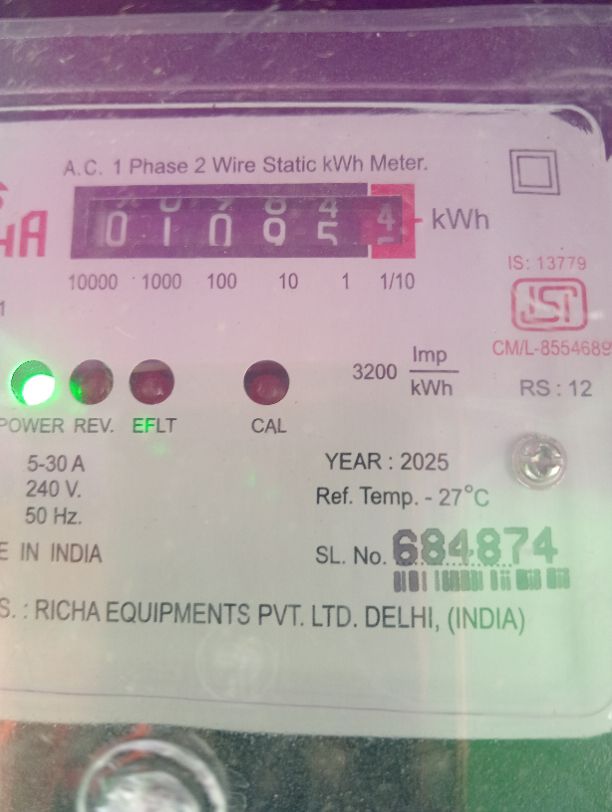 A.C. 1 Phase 2 Wire Static kWh Meter.
HA
0 1 0 9 5 4 kWh
10000 1000 100 10 1 1/10
IS: 13779
ISI
CM/L-8554689
3200 Imp/kWh
RS : 12
POWER REV. EFLT CAL
5-30 A
240 V.
50 Hz.
YEAR : 2025
Ref. Temp. - 27°C
E IN INDIA
SL. No. 684874
S. : RICHA EQUIPMENTS PVT. LTD. DELHI, (INDIA)